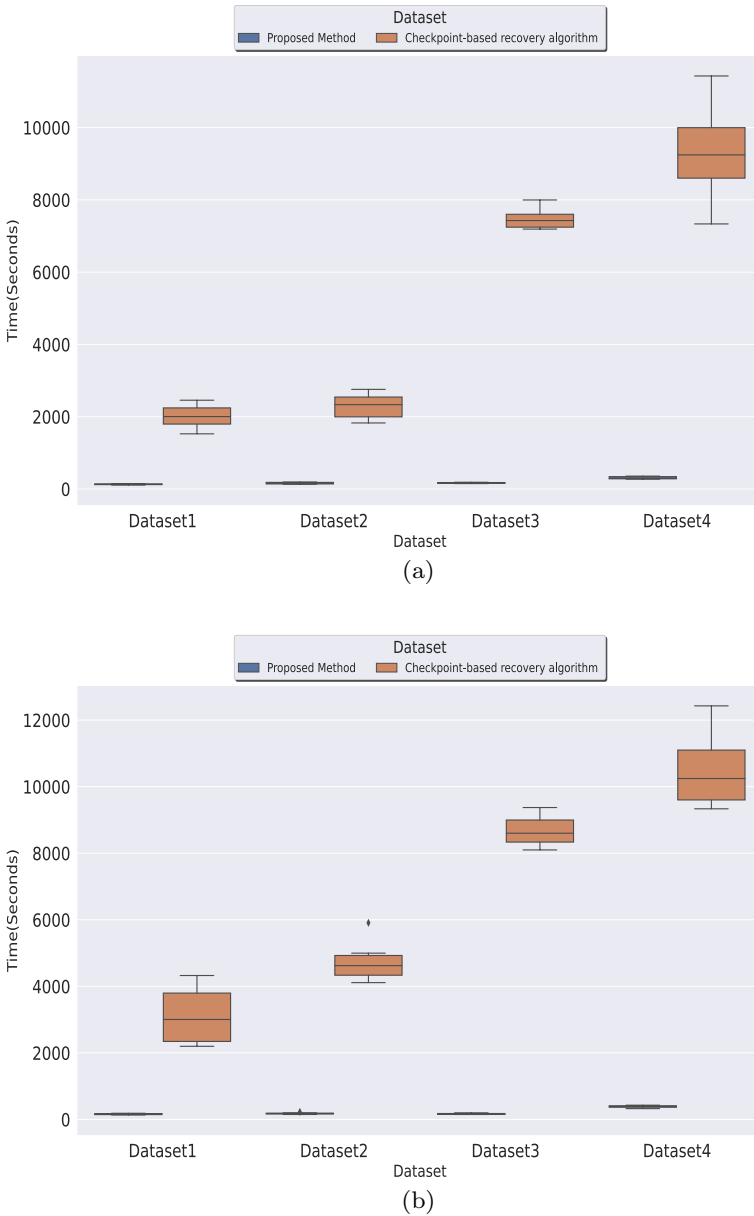 Dataset
Proposed Method Checkpoint-based recovery algorithm
Time(Seconds)
10000
8000
6000
4000
2000
0
Dataset1 Dataset2 Dataset3 Dataset4
Dataset
(a)
Dataset
Proposed Method Checkpoint-based recovery algorithm
Time(Seconds)
12000
10000
8000
6000
4000
2000
0
Dataset1 Dataset2 Dataset3 Dataset4
Dataset
(b)